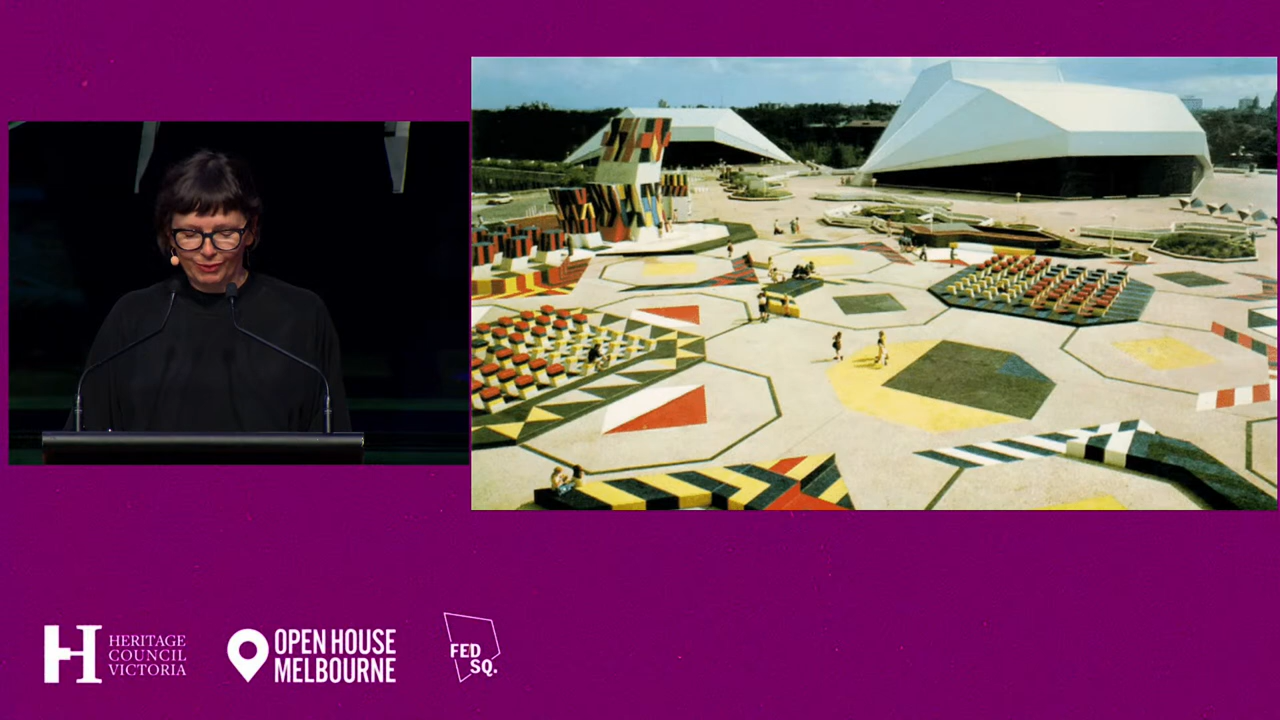 HERITAGE
COUNCIL
VICTORIA
OPEN HOUSE
MELBOURNE
FED
SQ.